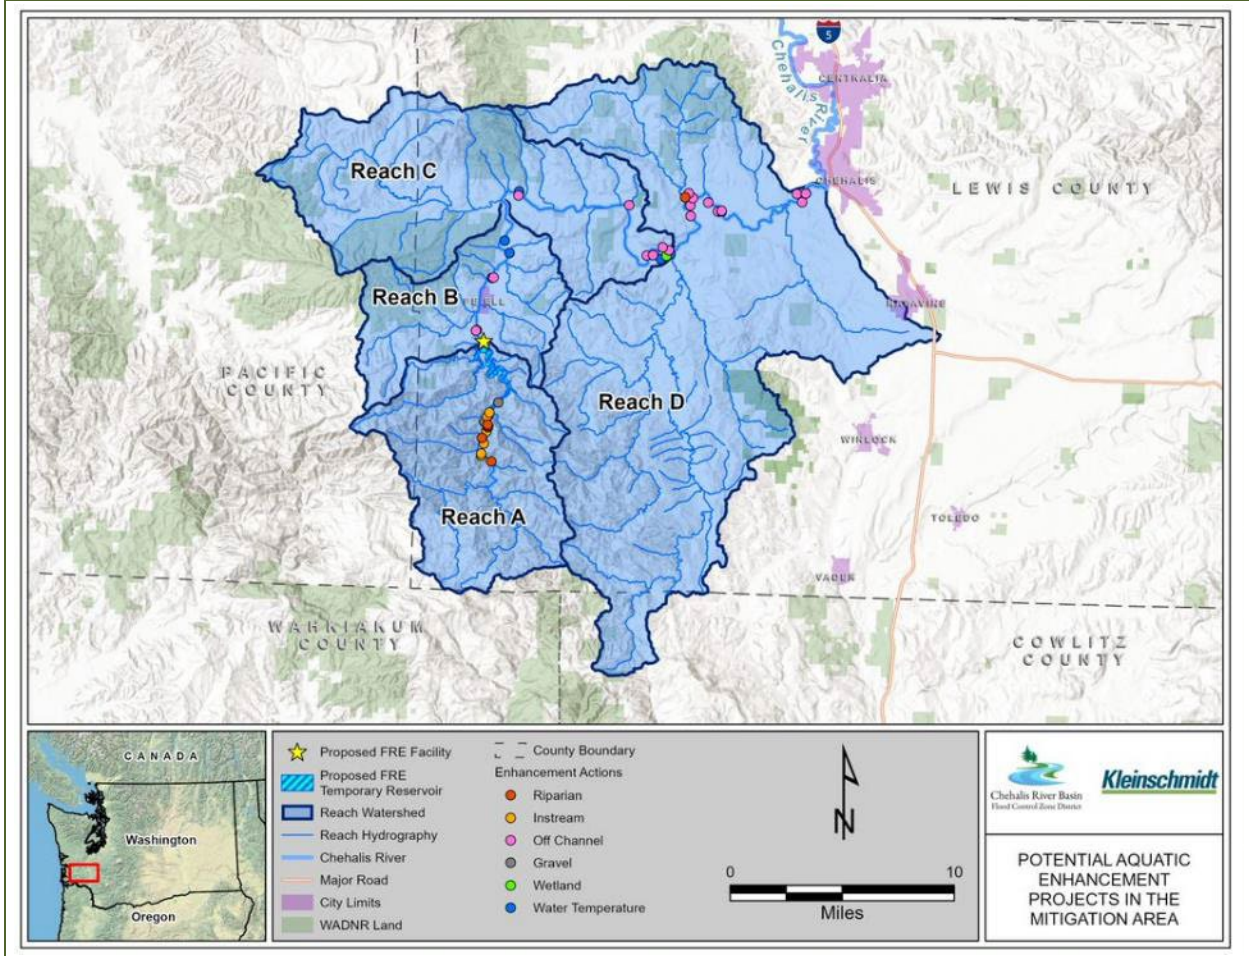 5
Chehalis River
CENTRALIA
Reach C
CHEHALIS
LEWIS COUNTY
Reach B
PE ELL
NAPAVINE
PACIFIC
COUNTY
Reach D
WINLOCK
Reach A
TOLEDO
VADER
WAHKIAKUM
COUNTY
COWLITZ
COUNTY
CANADA
Washington
Oregon
Proposed FRE Facility
Proposed FRE
Temporary Reservoir
Reach Watershed
Reach Hydrography
Chehalis River
Major Road
City Limits
WADNR Land
County Boundary
Enhancement Actions
Riparian
Instream
Off Channel
Gravel
Wetland
Water Temperature
N
0 10
Miles
Chehalis River Basin
Flood Control Zone District
Kleinschmidt
POTENTIAL AQUATIC
ENHANCEMENT
PROJECTS IN THE
MITIGATION AREA